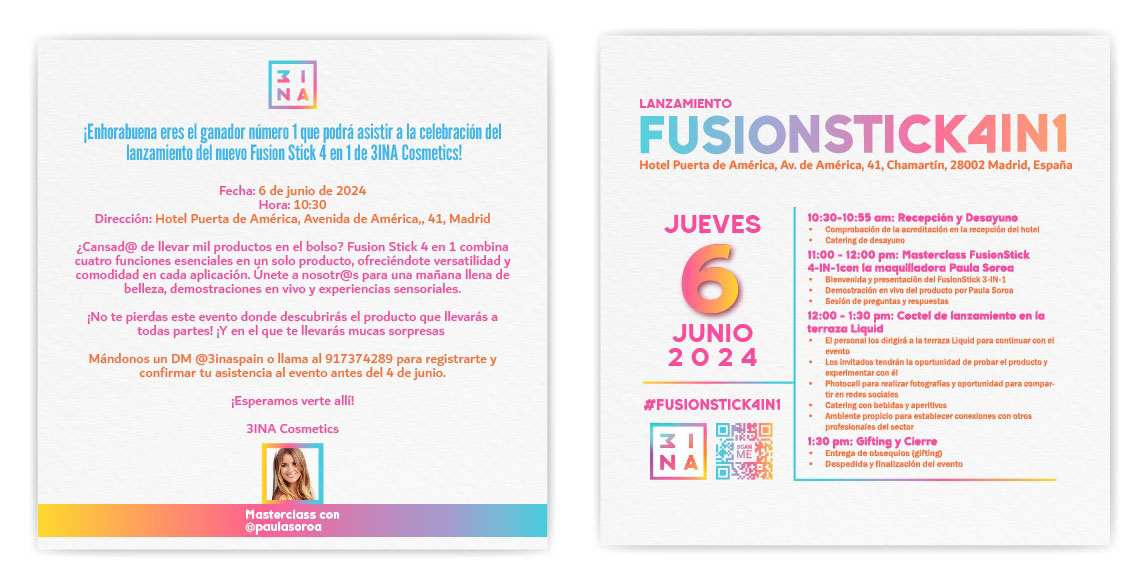 3 I
N A
¡Enhorabuena eres el ganador número 1 que podrá asistir a la celebración del
lanzamiento del nuevo Fusion Stick 4 en 1 de 3INA Cosmetics!
Fecha: 6 de junio de 2024
Hora: 10:30
Dirección: Hotel Puerta de América, Avenida de América,, 41, Madrid
¿Cansad@ de llevar mil productos en el bolso? Fusion Stick 4 en 1 combina
cuatro funciones esenciales en un solo producto, ofreciéndote versatilidad y
comodidad en cada aplicación. Únete a nosotr@s para una mañana llena de
belleza, demostraciones en vivo y experiencias sensoriales.
¡No te pierdas este evento donde descubrirás el producto que llevarás a
todas partes! ¡Y en el que te llevarás mucas sorpresas
Mándonos un DM @3inaspain o llama al 917374289 para registrarte y
confirmar tu asistencia al evento antes del 4 de junio.
¡Esperamos verte allí!
3INA Cosmetics
Masterclass con
@paulasoroa
LANZAMIENTO
FUSIONSTICK4IN1
Hotel Puerta de América, Av. de América, 41, Chamartín, 28002 Madrid, España
JUEVES
6
JUNIO
2024
#FUSIONSTICK4IN1
3 I
N A
SCAN
ME
10:30-10:55 am: Recepción y Desayuno
• Comprobación de la acreditación en la recepción del hotel
• Catering de desayuno
11:00 - 12:00 pm: Masterclass FusionStick
4-IN-1con la maquilladora Paula Soroa
• Bienvenida y presentación del FusionStick 3-IN-1
• Demostración en vivo del producto por Paula Soroa
• Sesión de preguntas y respuestas
12:00 - 1:30 pm: Coctel de lanzamiento en la
terraza Liquid
• El personal los dirigirá a la terraza Liquid para continuar con el
evento
• Los invitados tendrán la oportunidad de probar el producto y
experimentar con él
• Photocall para realizar fotografías y oportunidad para compar-
tir en redes sociales
• Catering con bebidas y aperitivos
• Ambiente propicio para establecer conexiones con otros
profesionales del sector
1:30 pm: Gifting y Cierre
• Entrega de obsequios (gifting)
• Despedida y finalización del evento